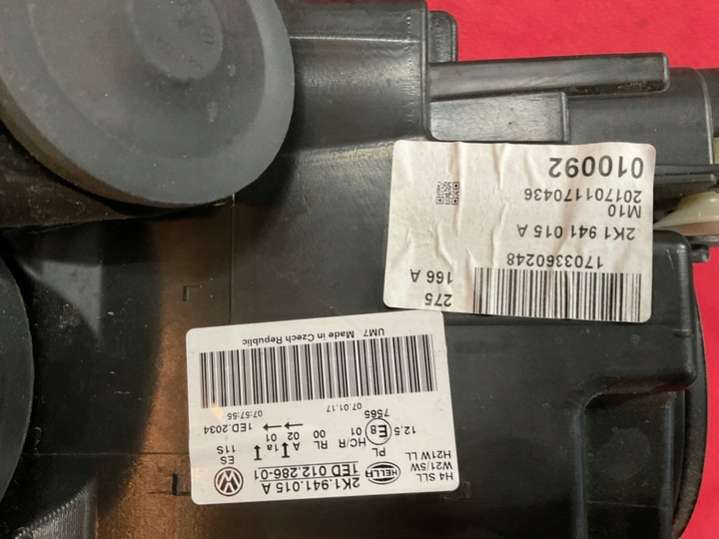 010092
201701170436
M10
2K1 941 015 A
1703360248
166 A
275
H4 SLL
W21/5W
H21W LL
HELLA
2K1.941.015 A
1ED 012.286-01
PL
ES
HC/R RL A 1a
11S
12,5 E8 01 00 02 01
7565
1ED.2034
07.01.17
07:57:55
UM7 Made in Czech Republic